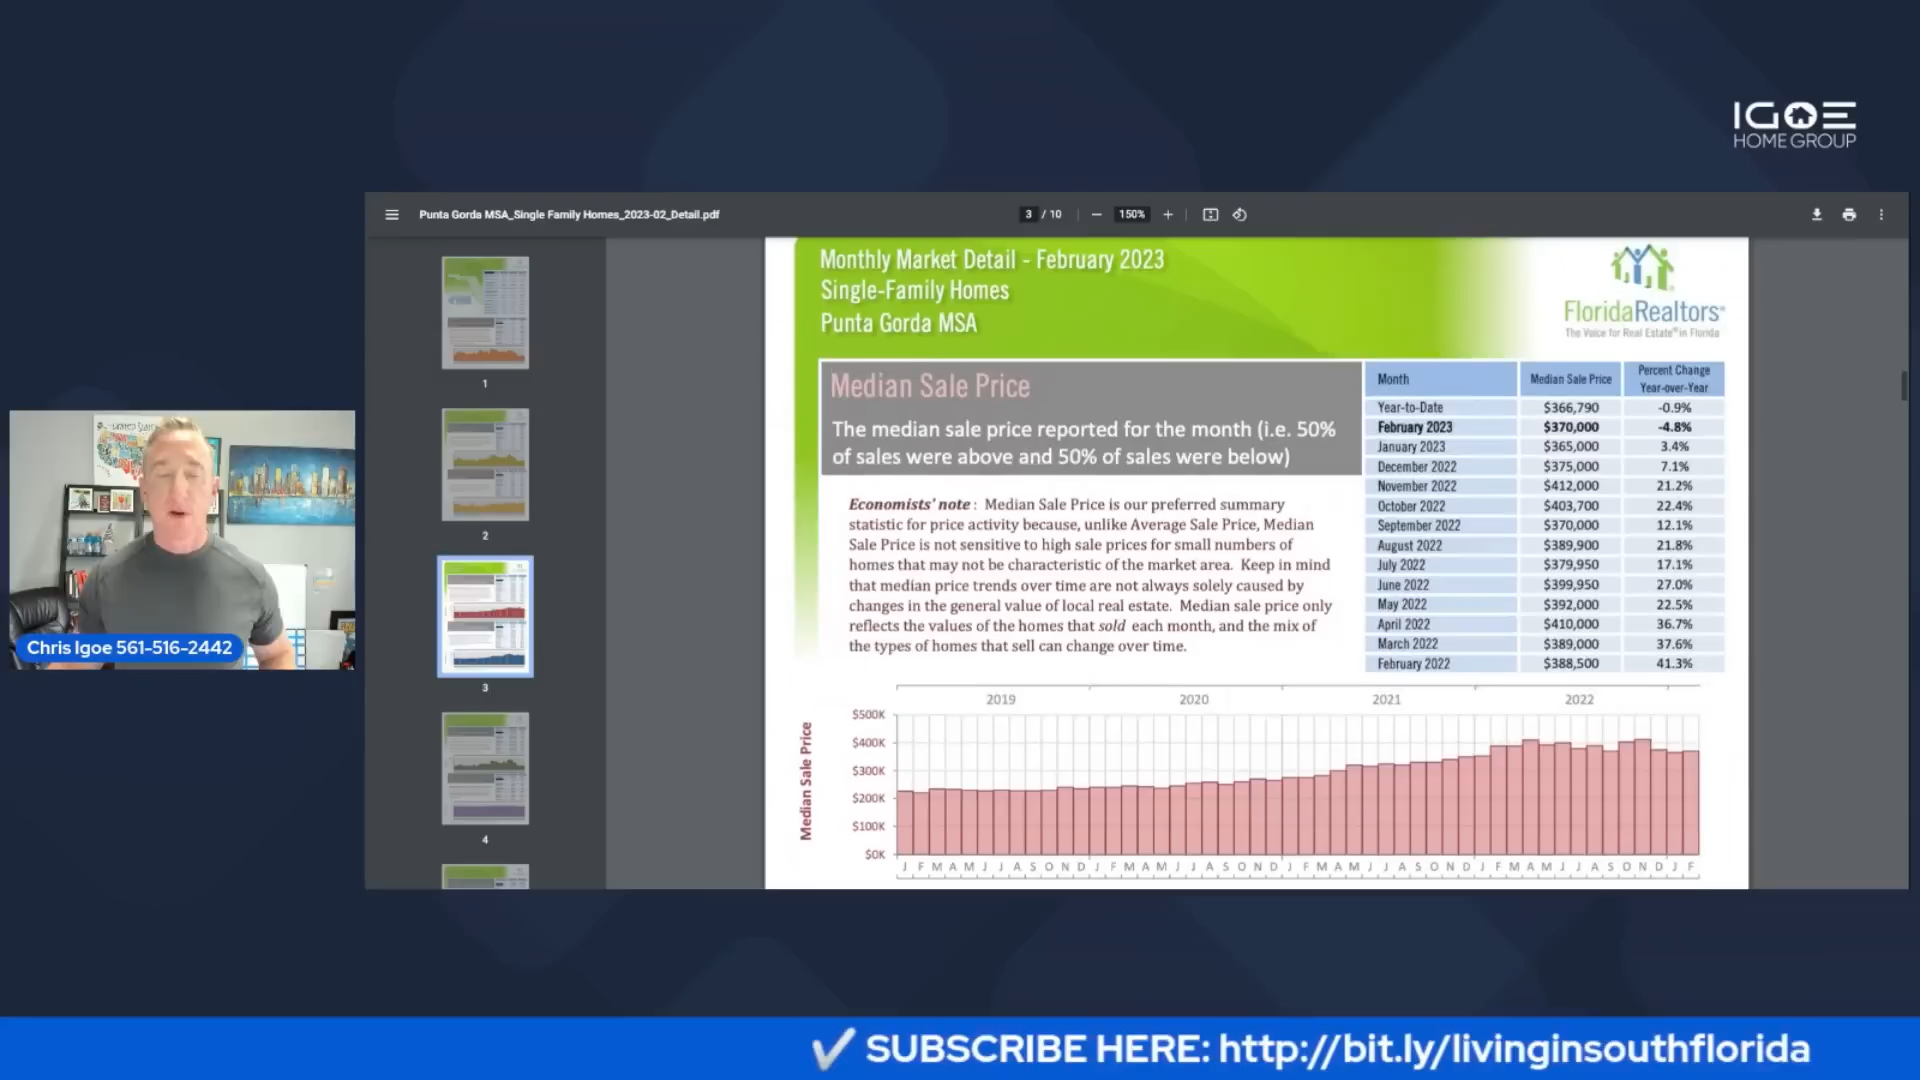 IGOE
HOME GROUP
Punta Gorda MSA_Single Family Homes_2023-02_Detail.pdf
3 / 10
150%
Monthly Market Detail - February 2023
Single-Family Homes
Punta Gorda MSA
FloridaRealtors
The Voice for Real Estate® in Florida
Median Sale Price
The median sale price reported for the month (i.e. 50%
of sales were above and 50% of sales were below)
Economists' note : Median Sale Price is our preferred summary
statistic for price activity because, unlike Average Sale Price, Median
Sale Price is not sensitive to high sale prices for small numbers of
homes that may not be characteristic of the market area. Keep in mind
that median price trends over time are not always solely caused by
changes in the general value of local real estate. Median sale price only
reflects the values of the homes that sold each month, and the mix of
the types of homes that sell can change over time.
Month Median Sale Price Percent Change Year-over-Year
Year-to-Date $366,790 -0.9%
February 2023 $370,000 -4.8%
January 2023 $365,000 3.4%
December 2022 $375,000 7.1%
November 2022 $412,000 21.2%
October 2022 $403,700 22.4%
September 2022 $370,000 12.1%
August 2022 $389,900 21.8%
July 2022 $379,950 17.1%
June 2022 $399,950 27.0%
May 2022 $392,000 22.5%
April 2022 $410,000 36.7%
March 2022 $389,000 37.6%
February 2022 $388,500 41.3%
2019 2020 2021 2022
Median Sale Price
$500K
$400K
$300K
$200K
$100K
$0K
J F M A M J J A S O N D J F M A M J J A S O N D J F M A M J J A S O N D J F M A M J J A S O N D J F
1
2
3
4
United States
Chris Igoe 561-516-2442
SUBSCRIBE HERE: http://bit.ly/livinginsouthflorida